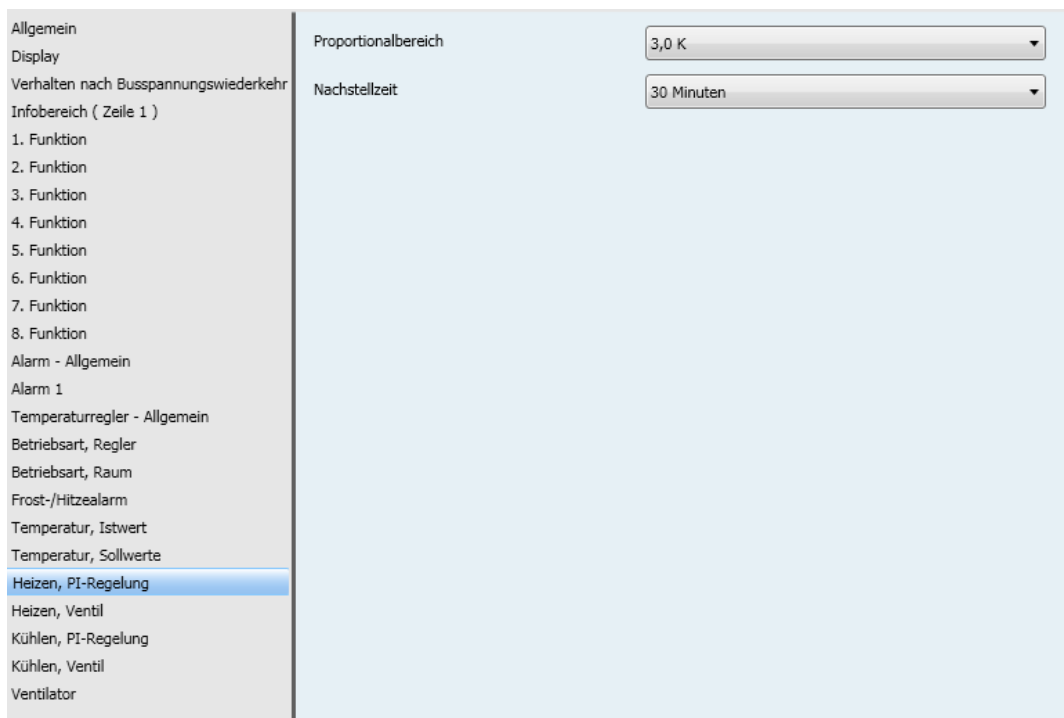 Allgemein
Display
Verhalten nach Busspannungswiederkehr
Infobereich ( Zeile 1 )
1. Funktion
2. Funktion
3. Funktion
4. Funktion
5. Funktion
6. Funktion
7. Funktion
8. Funktion
Alarm - Allgemein
Alarm 1
Temperaturregler - Allgemein
Betriebsart, Regler
Betriebsart, Raum
Frost-/Hitzealarm
Temperatur, Istwert
Temperatur, Sollwerte
Heizen, PI-Regelung
Heizen, Ventil
Kühlen, PI-Regelung
Kühlen, Ventil
Ventilator
Proportionalbereich 3,0 K
Nachstellzeit 30 Minuten